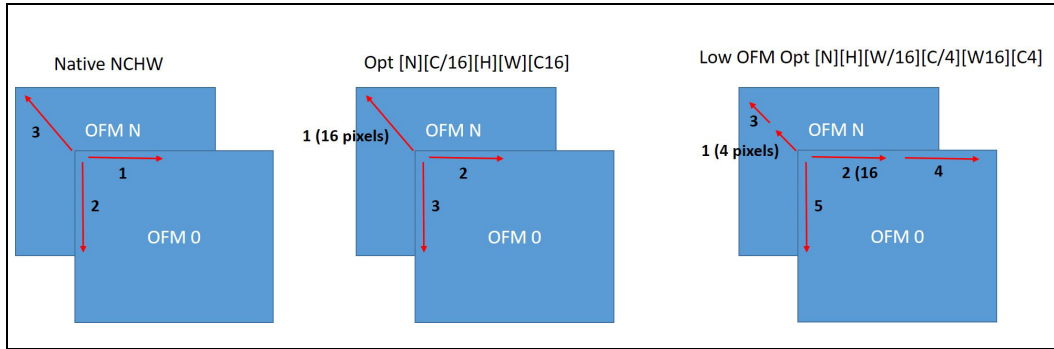 Native NCHW
3
OFM N
1
2
OFM 0
Opt [N][C/16][H][W][C16]
1 (16 pixels)
OFM N
2
3
OFM 0
Low OFM Opt [N][H][W/16][C/4][W16][C4]
3
OFM N
1 (4 pixels)
2 (16
4
5
OFM 0